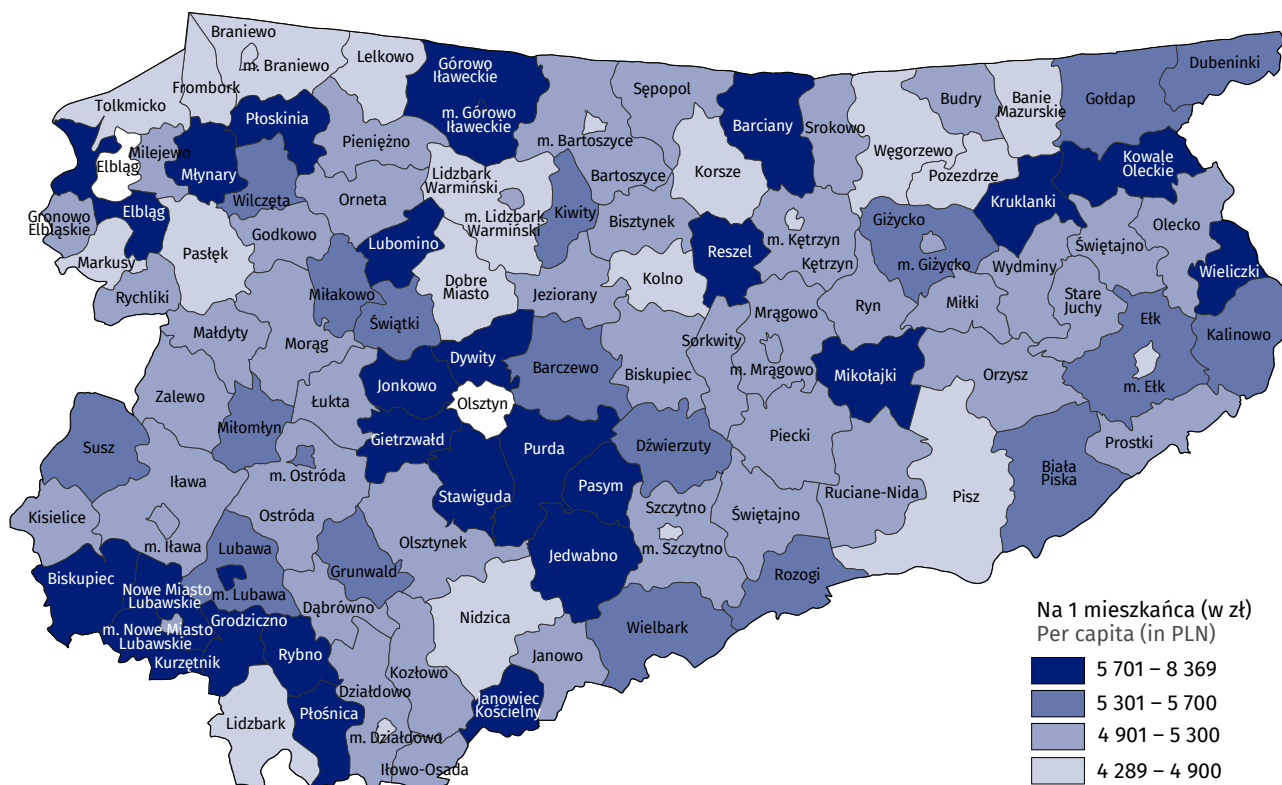 Braniewo
m. Braniewo
Lelkowo
Górowo
Iławeckie
m. Górowo
Iławeckie
Sępopol
Dubeninki
Gołdap
Banie
Mazurskie
Budry
Frombork
Tolkmicko
Płoskinia
Pieniężno
m. Bartoszyce
Bartoszyce
Barciany
Srokowo
Węgorzewo
Pozezdrze
Kowale
Oleckie
Elbląg
Milejewo
Młynary
Wilczęta
Orneta
Lidzbark
Warmiński
m. Lidzbark
Warmiński
Kiwity
Bisztynek
Korsze
m. Kętrzyn
Kętrzyn
Giżycko
m. Giżycko
Kruklanki
Olecko
Świętajno
Wieliczki
Gronowo
Elbląskie
Elbląg
Markusy
Pasłęk
Godkowo
Lubomino
Dobre
Miasto
Jeziorany
Kolno
Reszel
Wydminy
Rychliki
Miłakowo
Świątki
Mrągowo
Ryn
Miłki
Stare
Juchy
Ełk
m. Ełk
Kalinowo
Małdyty
Morąg
Dywity
Barczewo
Biskupiec
Sorkwity
m. Mrągowo
Mikołajki
Orzysz
Zalewo
Łukta
Jonkowo
Olsztyn
Miłomłyn
Gietrzwałd
Purda
Dźwierzuty
Piecki
Prostki
Susz
Iława
m. Ostróda
Ostróda
Stawiguda
Pasym
Szczytno
m. Szczytno
Świętajno
Ruciane-Nida
Pisz
Biała
Piska
Kisielice
m. Iława
Lubawa
m. Lubawa
Grunwald
Olsztynek
Jedwabno
Rozogi
Biskupiec
Nowe Miasto
Lubawskie
m. Nowe Miasto
Lubawskie
Kurzętnik
Grodziczno
Dąbrówno
Rybno
Nidzica
Wielbark
Janowo
Kozłowo
Działdowo
m. Działdowo
Janowiec
Kościelny
Lidzbark
Płośnica
Iłowo-Osada
Na 1 mieszkańca (w zł)
Per capita (in PLN)
5 701 – 8 369
5 301 – 5 700
4 901 – 5 300
4 289 – 4 900